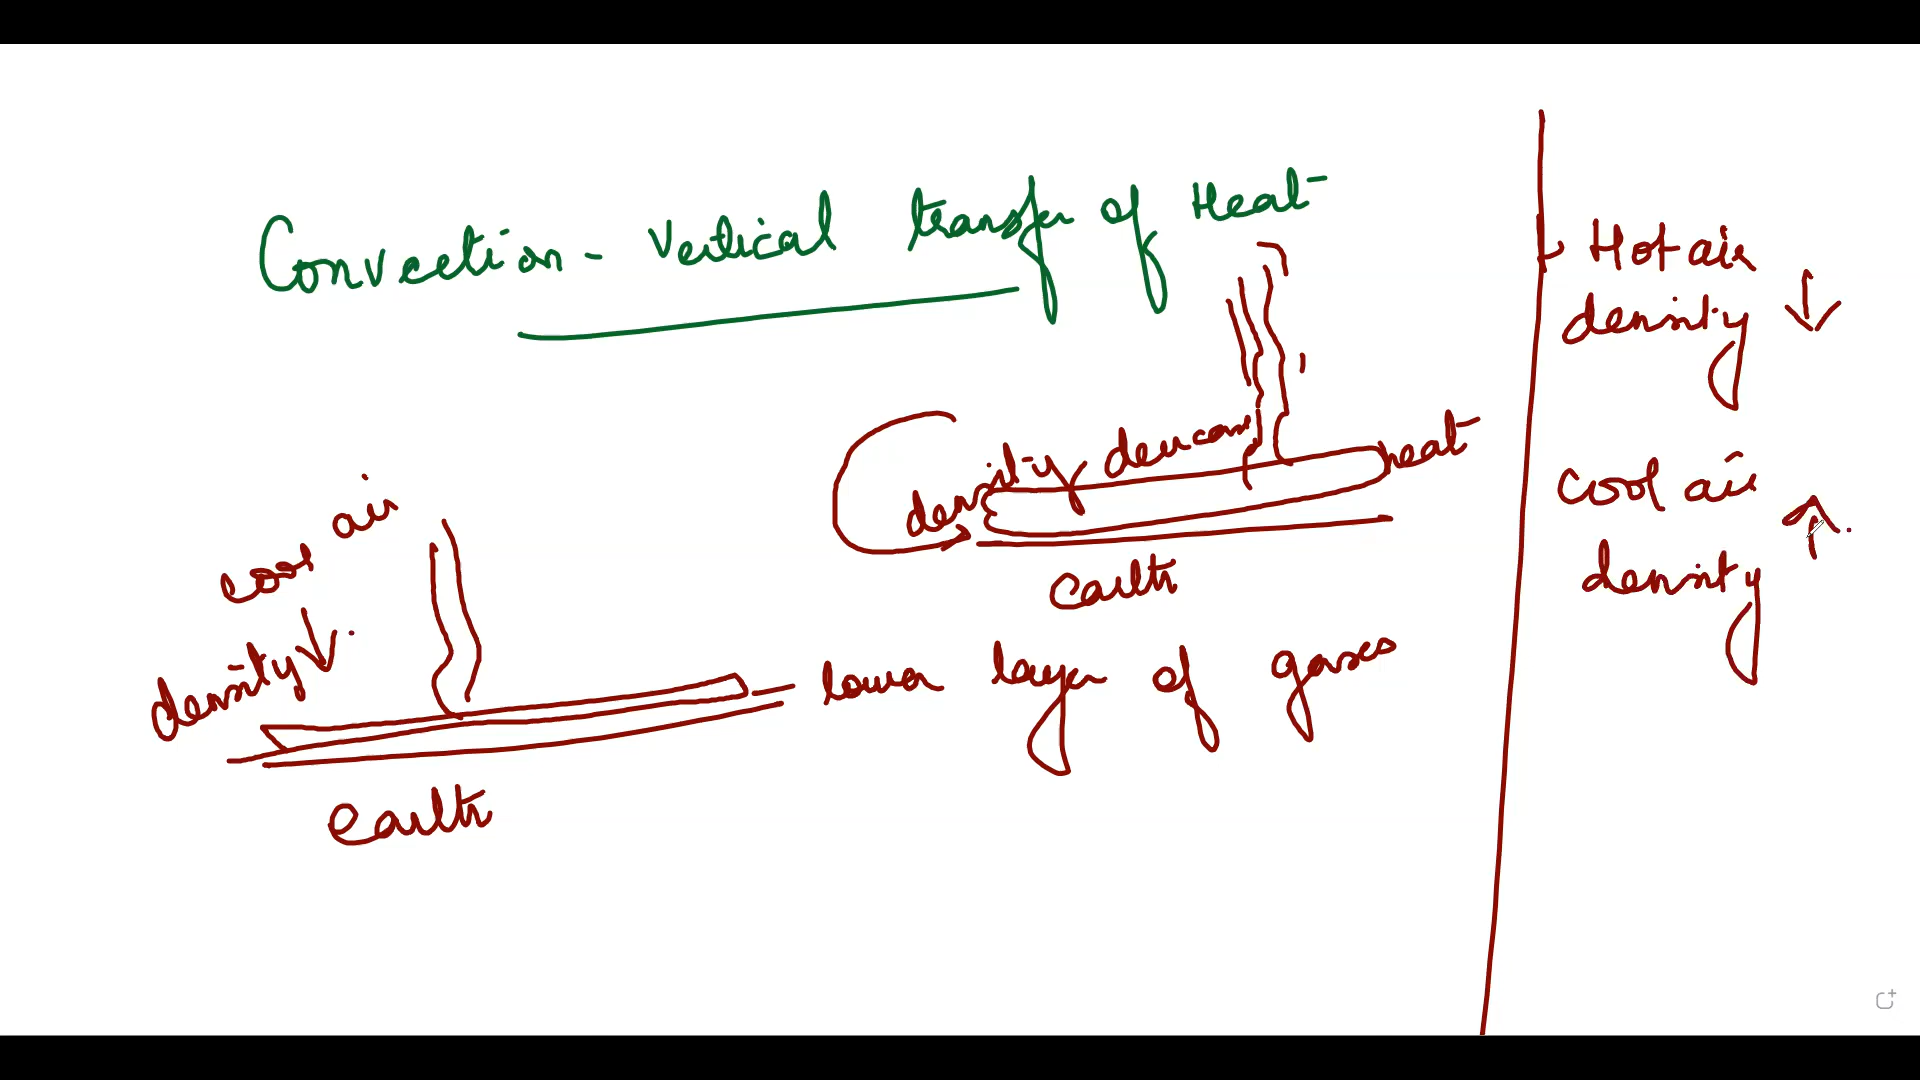 Convection - Vertical transfer of Heat
Hot air
density ↓
density decreases
heat
Earth
cool air
density ↑
cool air
density ↓
lower layer of gases
Earth